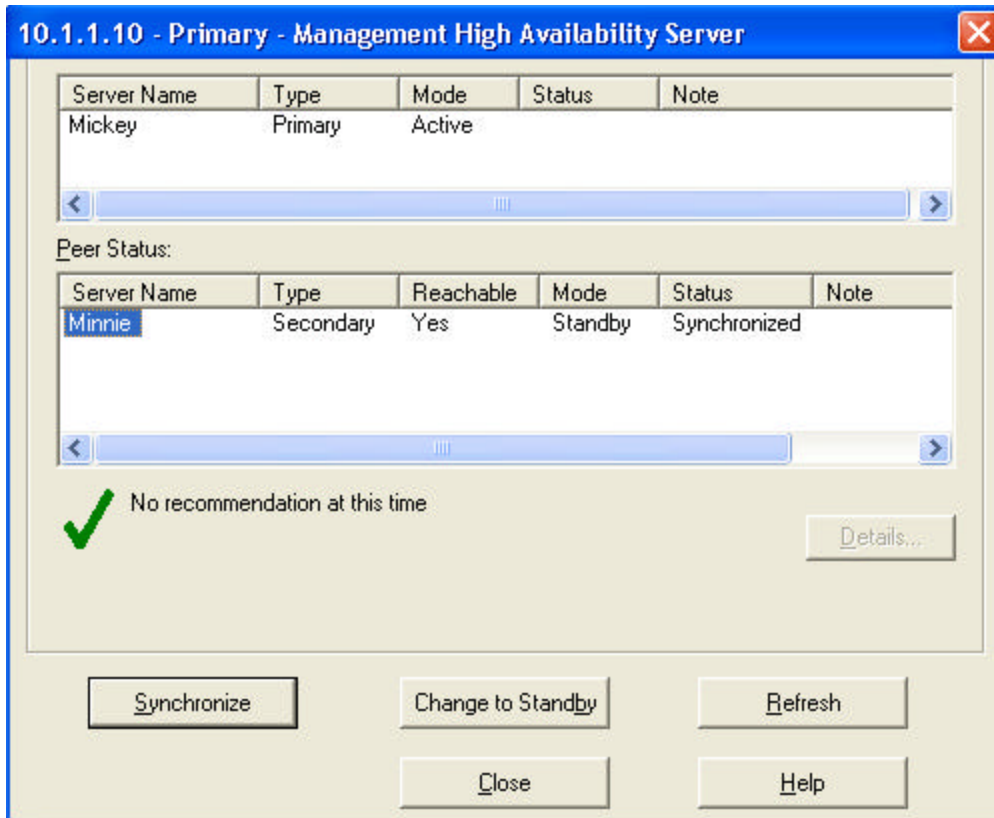 10.1.1.10 - Primary - Management High Availability Server
Server Name Type Mode Status Note
Mickey Primary Active
Peer Status:
Server Name Type Reachable Mode Status Note
Minnie Secondary Yes Standby Synchronized
No recommendation at this time
Details...
Synchronize Change to Standby Refresh
Close Help